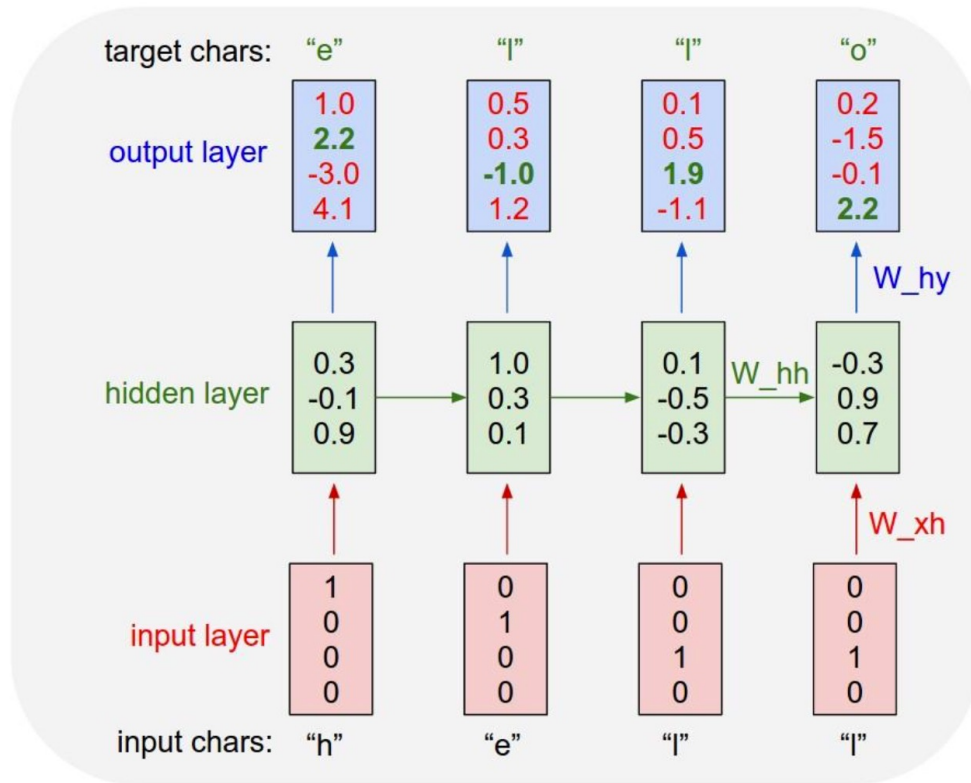 target chars: “e” “l” “l” “o”
1.0 0.5 0.1 0.2
2.2 0.3 0.5 -1.5
output layer
-3.0 -1.0 1.9 -0.1
4.1 1.2 -1.1 2.2
W_hy
0.3 1.0 0.1 -0.3
W_hh
hidden layer -0.1 0.3 -0.5 0.9
0.9 0.1 -0.3 0.7
W_xh
1 0 0 0
0 1 0 0
input layer
0 0 1 1
0 0 0 0
input chars: “h” “e” “l” “l”